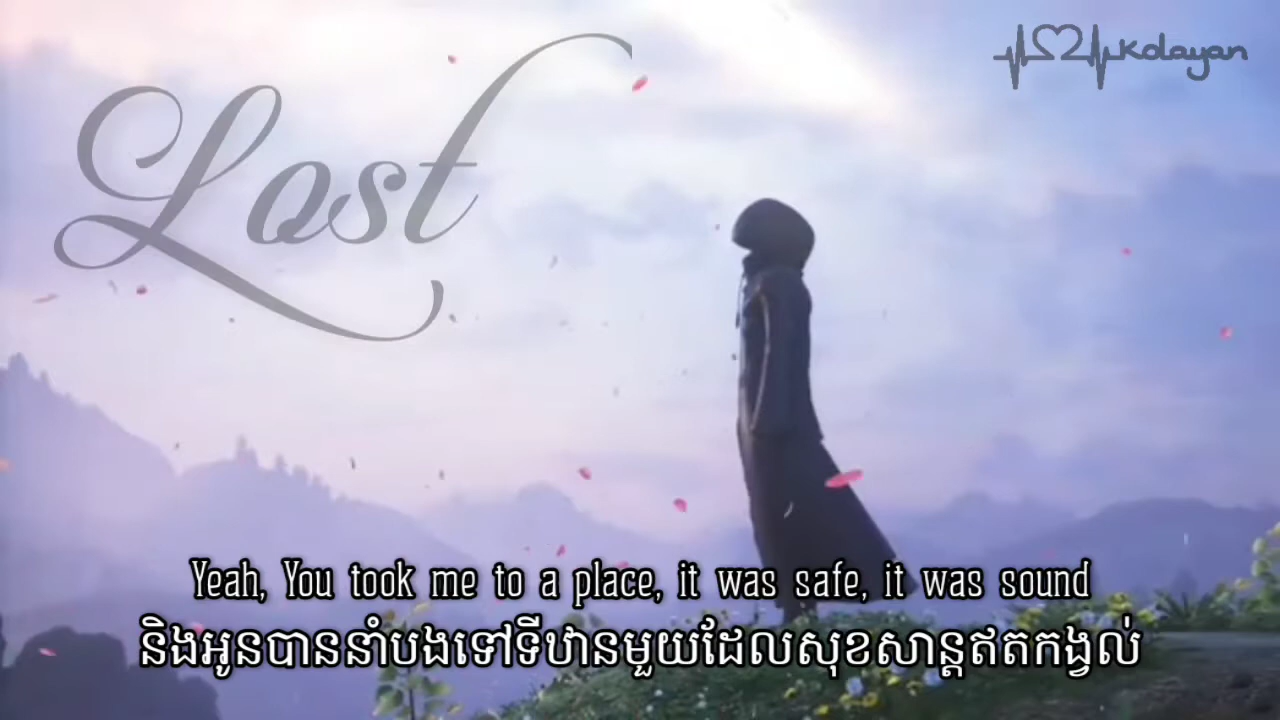 Lost
Kolayan
Yeah, You took me to a place, it was safe, it was sound
និងអូនបាននាំបងទៅទីឋានមួយដែលសុខសាន្តឥតកង្វល់